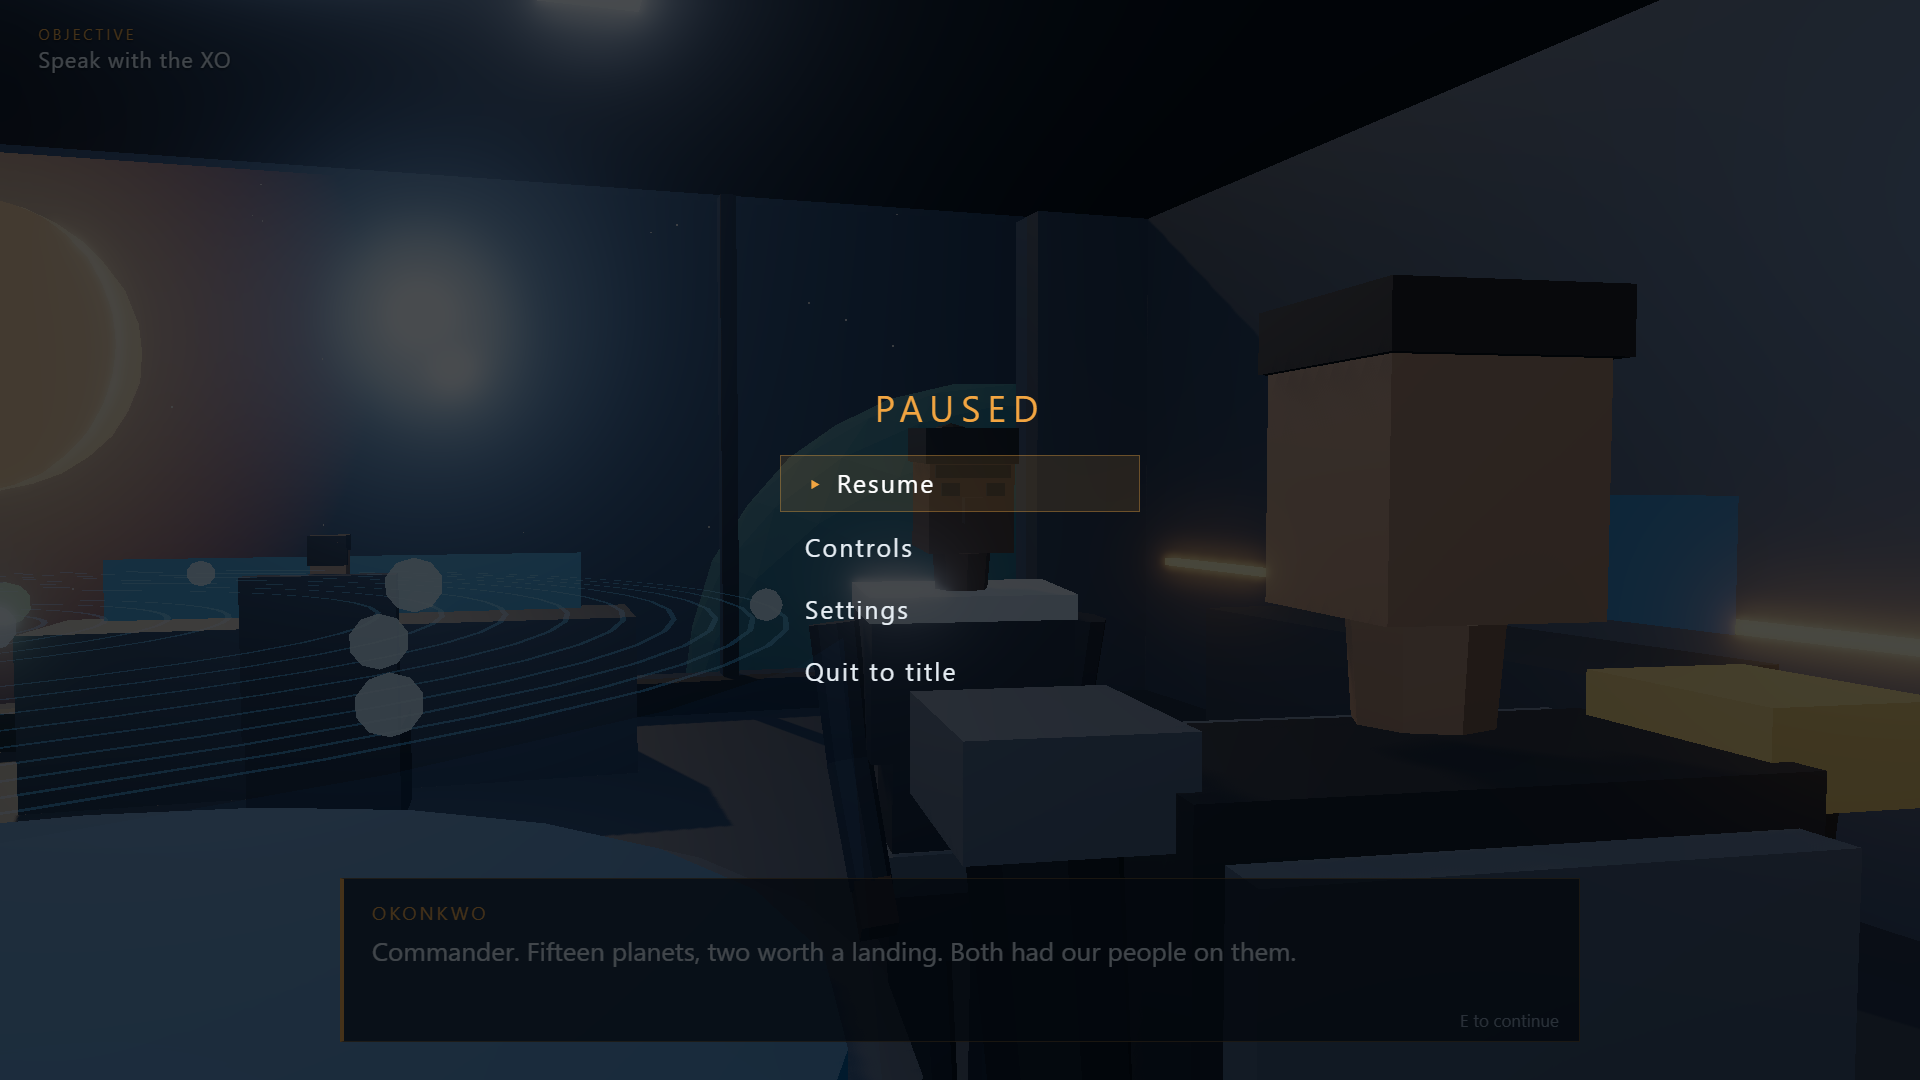 OBJECTIVE
Speak with the XO
PAUSED
Resume
Controls
Settings
Quit to title
OKONKWO
Commander. Fifteen planets, two worth a landing. Both had our people on them.
E to continue